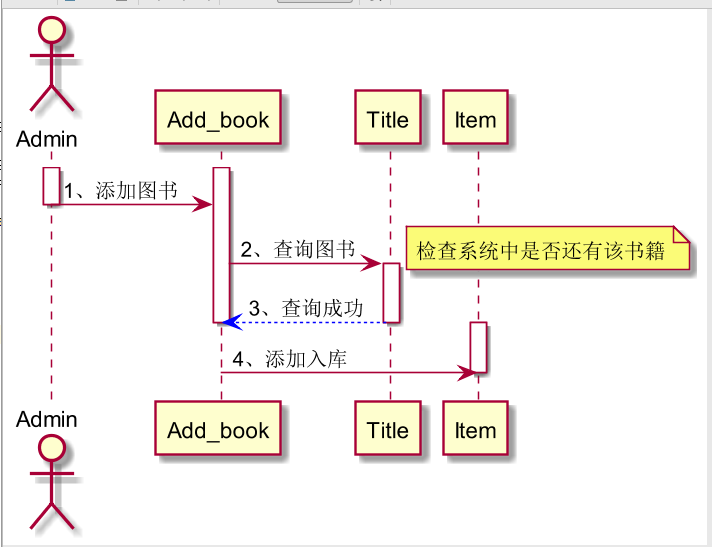 Admin
Add_book
Title
Item
1、添加图书
2、查询图书
检查系统中是否还有该书籍
3、查询成功
4、添加入库
Admin
Add_book
Title
Item